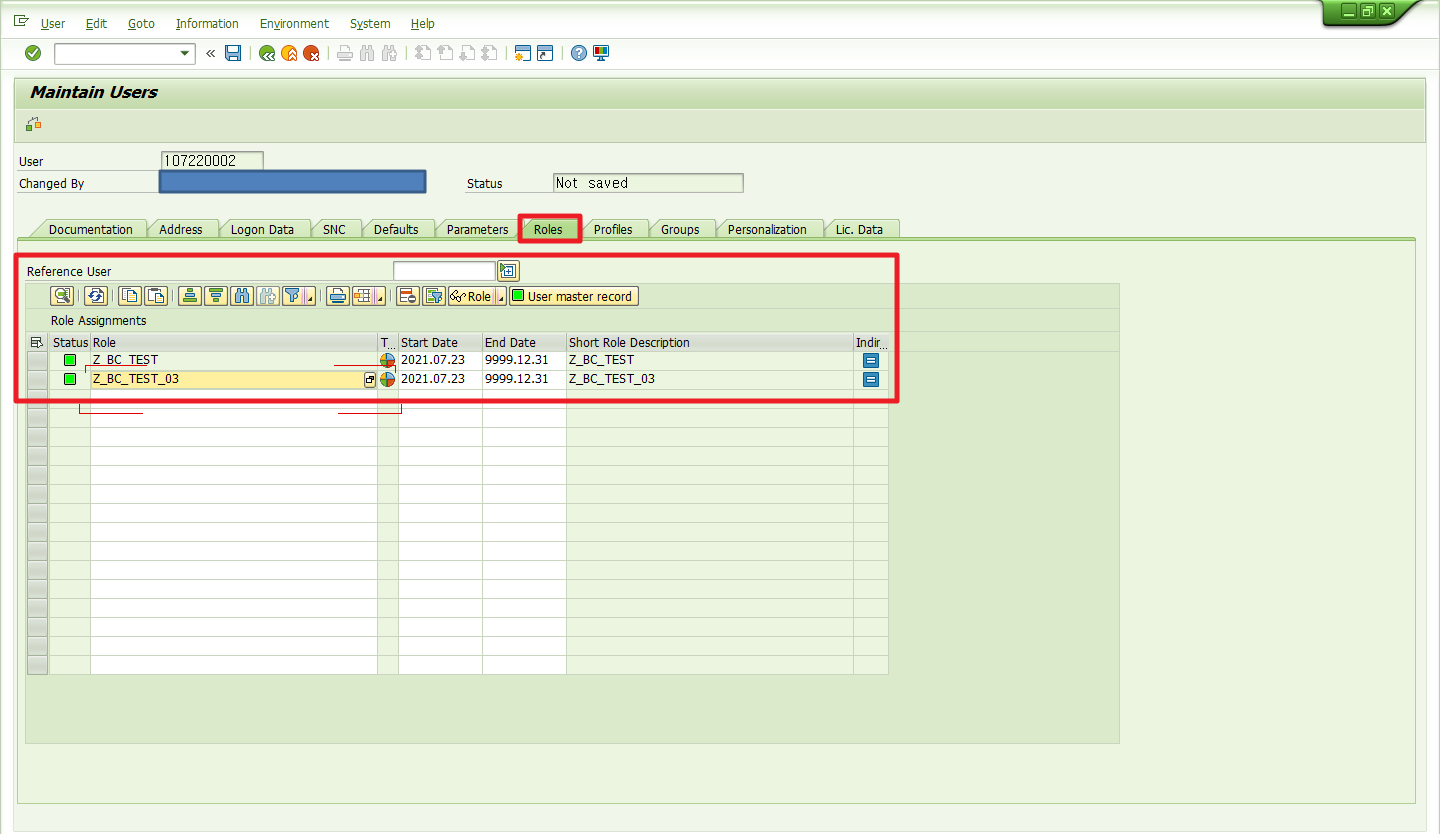 User Edit Goto Information Environment System Help
Maintain Users
User 107220002
Changed By Status Not saved
Documentation Address Logon Data SNC Defaults Parameters Roles Profiles Groups Personalization Lic. Data
Reference User
Role User master record
Role Assignments
Status Role T... Start Date End Date Short Role Description Indir...
Z_BC_TEST 2021.07.23 9999.12.31 Z_BC_TEST
Z_BC_TEST_03 2021.07.23 9999.12.31 Z_BC_TEST_03